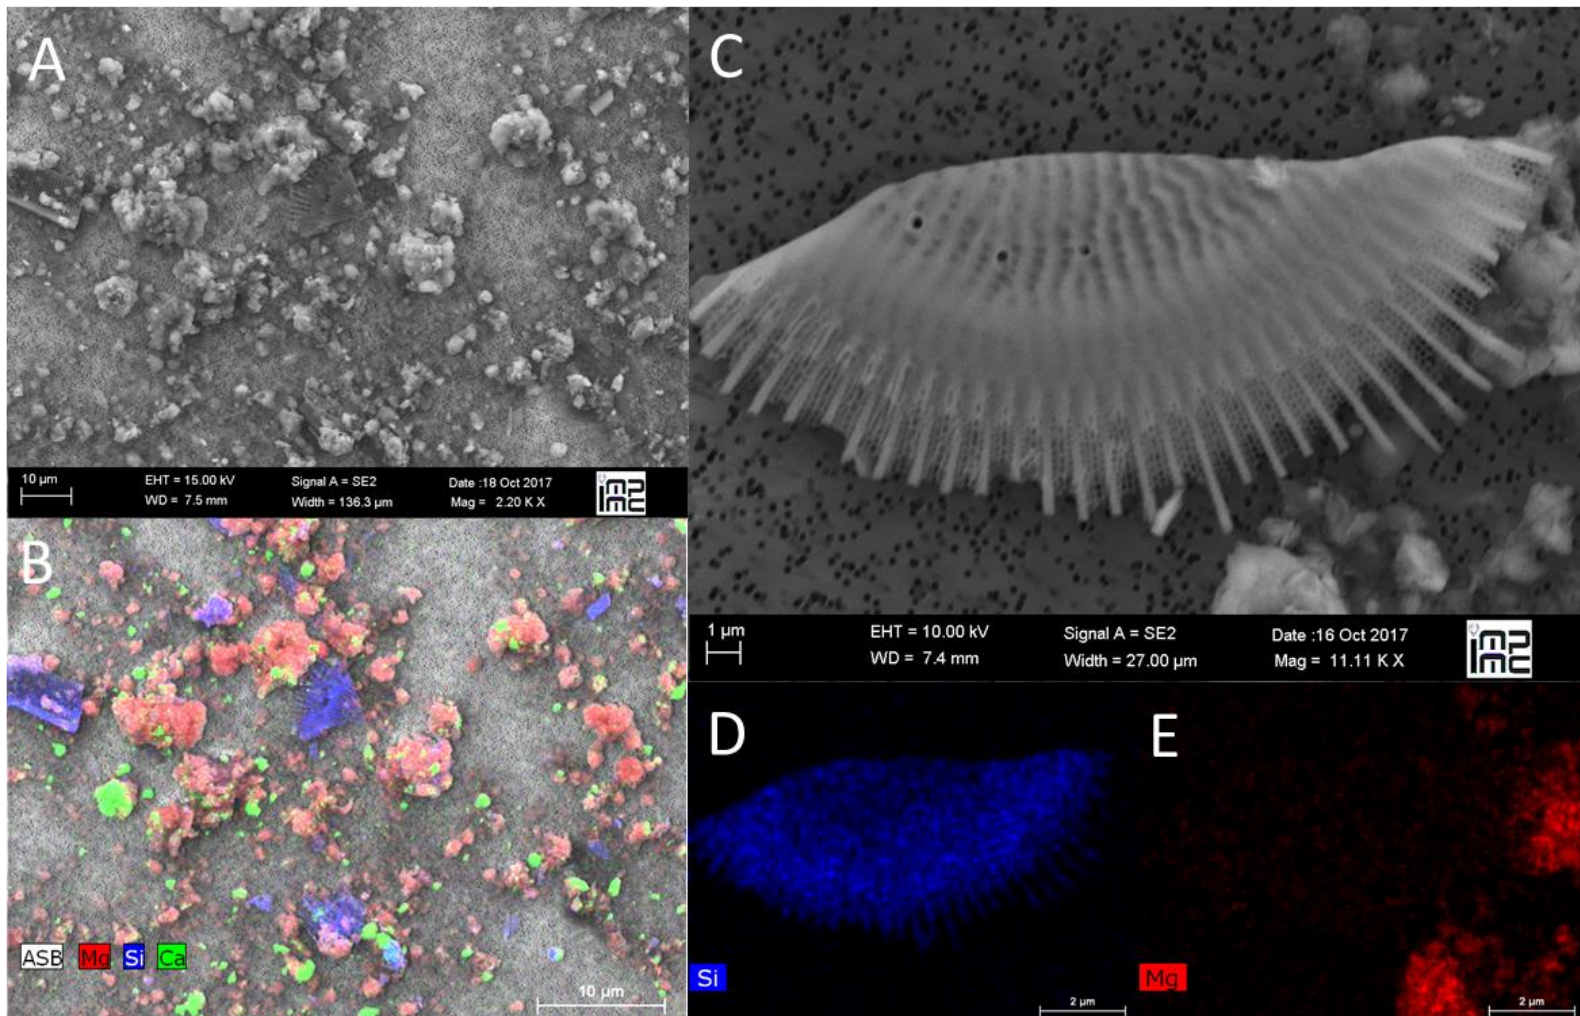 A
10 µm
EHT = 15.00 kV
WD = 7.5 mm
Signal A = SE2
Width = 136.3 µm
Date :18 Oct 2017
Mag = 2.20 K X
IMPMC
B
ASB Mg Si Ca
10 µm
C
1 µm
EHT = 10.00 kV
WD = 7.4 mm
Signal A = SE2
Width = 27.00 µm
Date :16 Oct 2017
Mag = 11.11 K X
IMPMC
D
Si
2 µm
E
Mg
2 µm